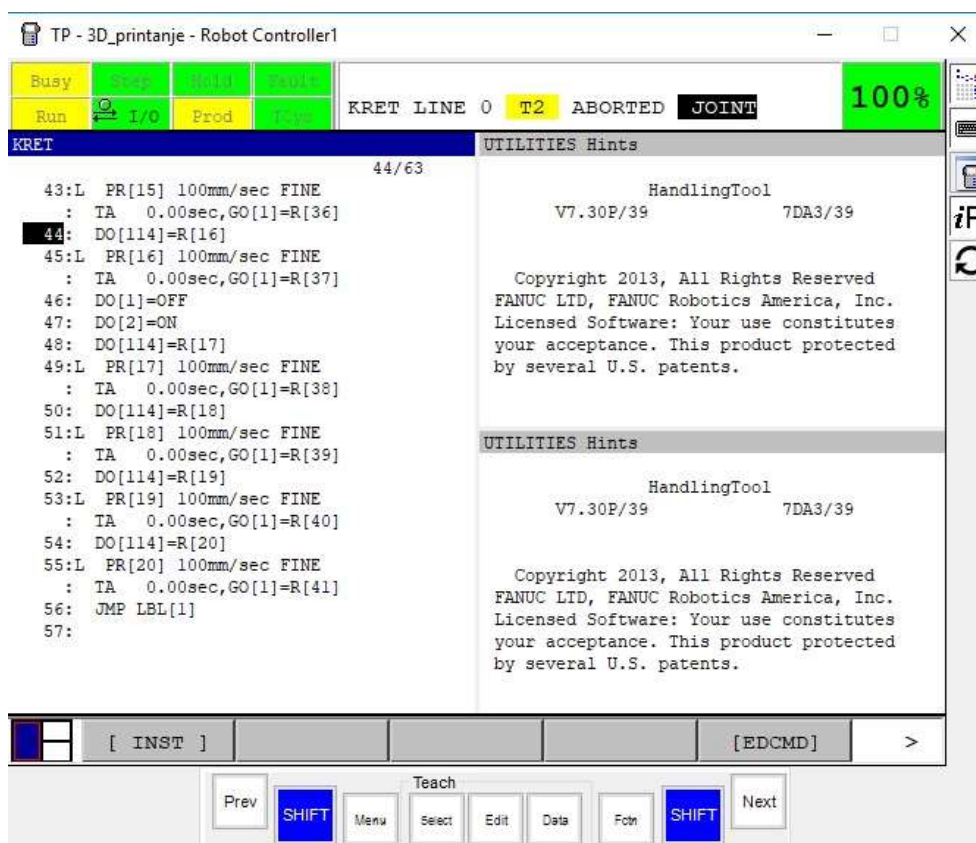 TP - 3D_printanje - Robot Controller1
Busy Step Hold Fault
Run I/O Prod TCyc
KRET LINE 0 T2 ABORTED JOINT
100%
KRET
44/63
43:L PR[15] 100mm/sec FINE
: TA 0.00sec,GO[1]=R[36]
44: DO[114]=R[16]
45:L PR[16] 100mm/sec FINE
: TA 0.00sec,GO[1]=R[37]
46: DO[1]=OFF
47: DO[2]=ON
48: DO[114]=R[17]
49:L PR[17] 100mm/sec FINE
: TA 0.00sec,GO[1]=R[38]
50: DO[114]=R[18]
51:L PR[18] 100mm/sec FINE
: TA 0.00sec,GO[1]=R[39]
52: DO[114]=R[19]
53:L PR[19] 100mm/sec FINE
: TA 0.00sec,GO[1]=R[40]
54: DO[114]=R[20]
55:L PR[20] 100mm/sec FINE
: TA 0.00sec,GO[1]=R[41]
56: JMP LBL[1]
57:
UTILITIES Hints
HandlingTool
V7.30P/39 7DA3/39
Copyright 2013, All Rights Reserved
FANUC LTD, FANUC Robotics America, Inc.
Licensed Software: Your use constitutes
your acceptance. This product protected
by several U.S. patents.
UTILITIES Hints
HandlingTool
V7.30P/39 7DA3/39
Copyright 2013, All Rights Reserved
FANUC LTD, FANUC Robotics America, Inc.
Licensed Software: Your use constitutes
your acceptance. This product protected
by several U.S. patents.
[ INST ] [EDCMD] >
Teach
Prev SHIFT Menu Select Edit Data Fctn SHIFT Next